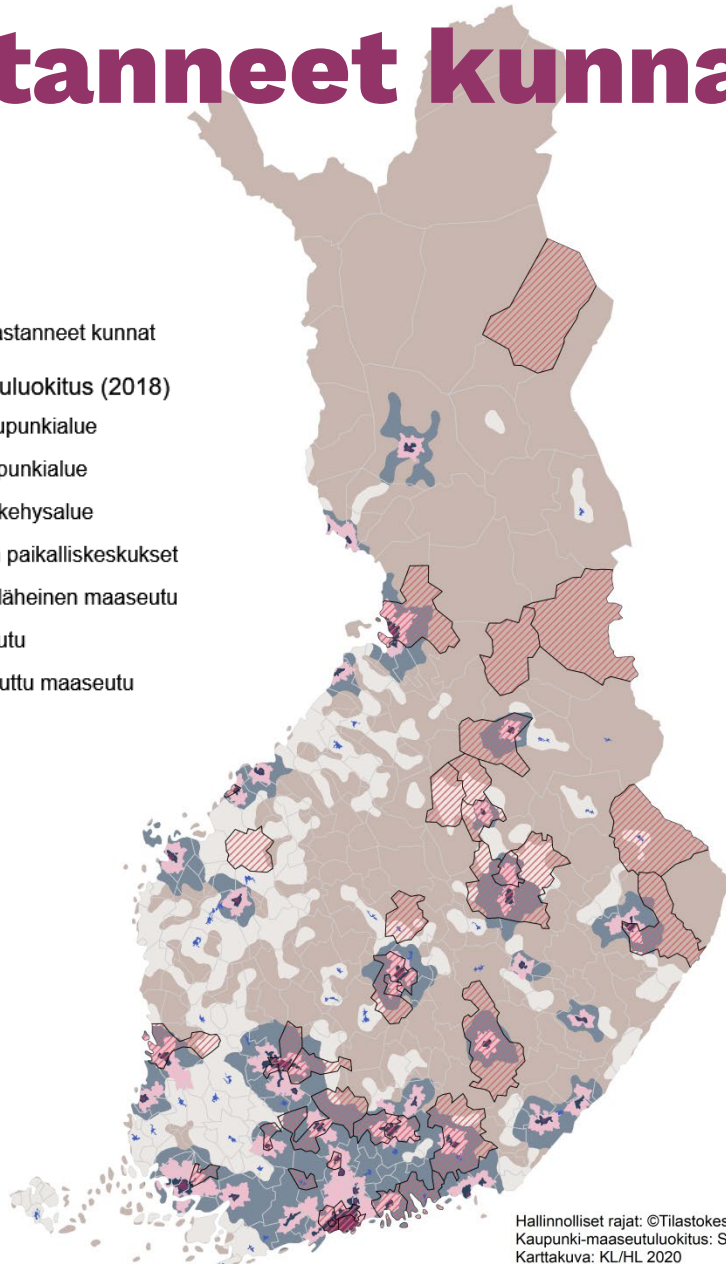 tanneet kunna
astanneet kunnat
uluokitus (2018)
upunkialue
punkialue
kehysalue
paikalliskeskukset
läheinen maaseutu
utu
uttu maaseutu
Hallinnolliset rajat: ©Tilastokes
Kaupunki-maaseutuluokitus: S
Karttakuva: KL/HL 2020